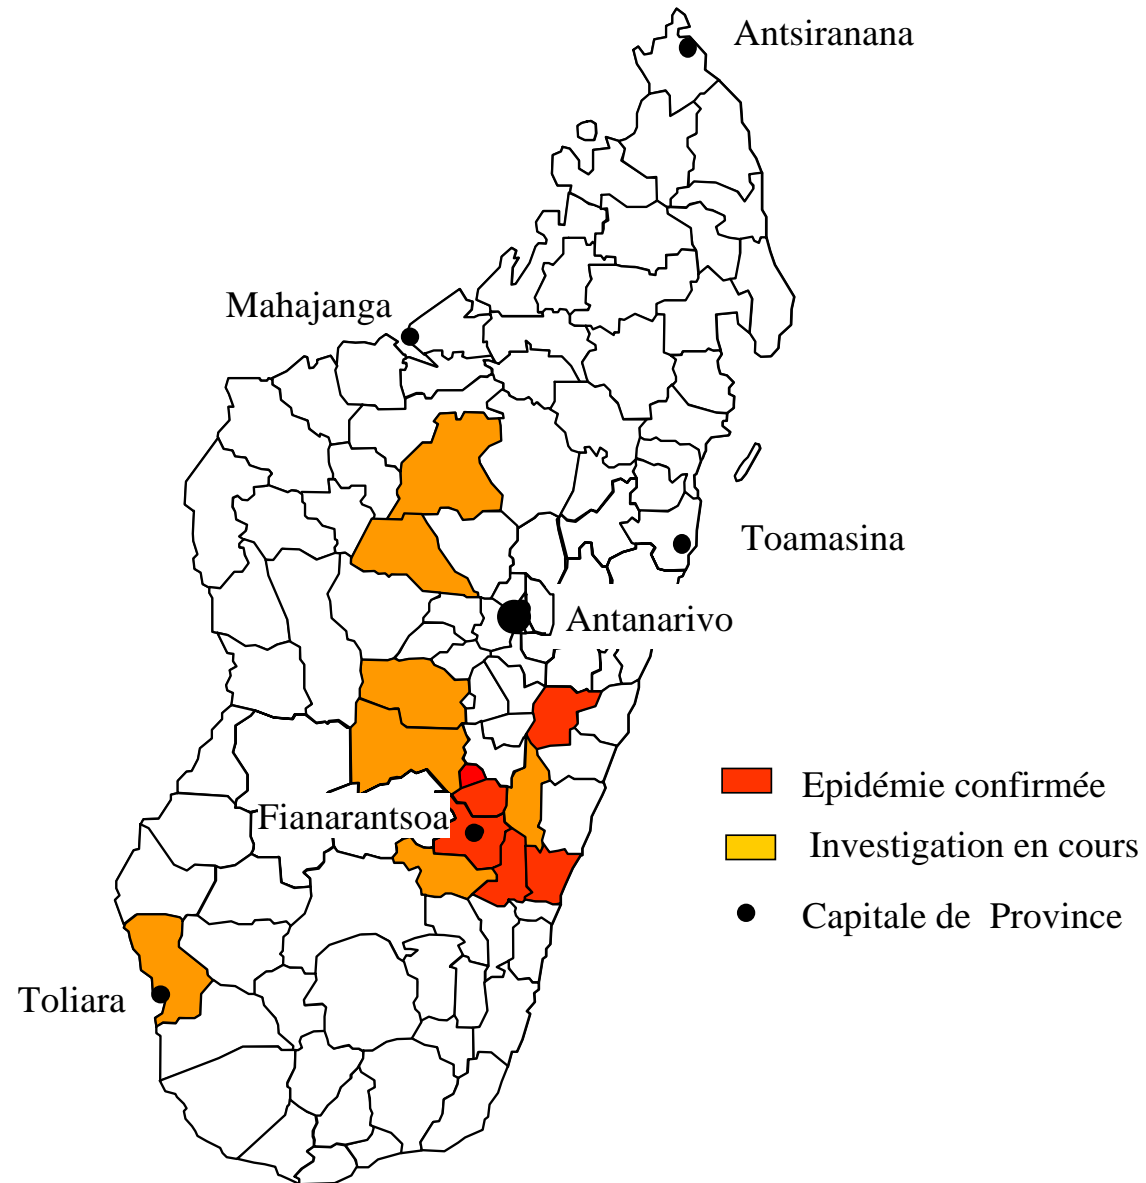 Antsiranana
Mahajanga
Toamasina
Antanarivo
Epidémie confirmée
Fianarantsoa
Investigation en cours
Capitale de Province
Toliara